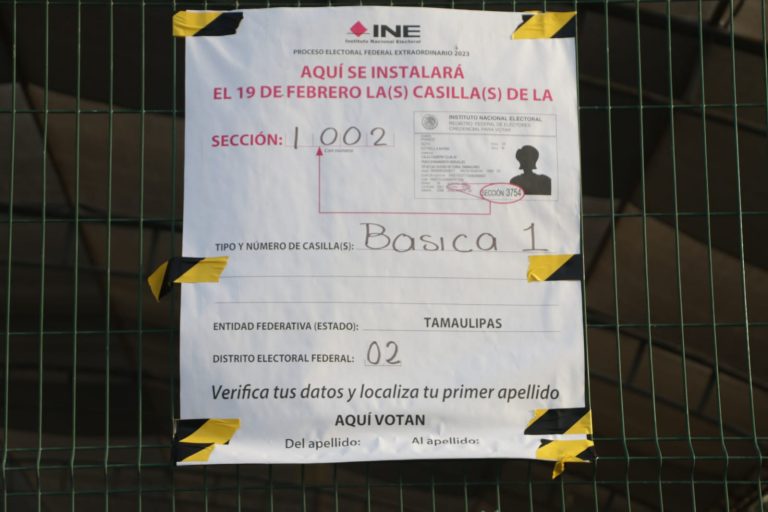 INE
Instituto Nacional Electoral
PROCESO ELECTORAL FEDERAL EXTRAORDINARIO 2023
AQUÍ SE INSTALARÁ
EL 19 DE FEBRERO LA(S) CASILLA(S) DE LA
INSTITUTO NACIONAL ELECTORAL
REGISTRO FEDERAL DE ELECTORES
CREDENCIAL PARA VOTAR
SECCIÓN: 1002
Con número
SECCIÓN 3754
TIPO Y NÚMERO DE CASILLA(S): Basica 1
ENTIDAD FEDERATIVA (ESTADO): TAMAULIPAS
DISTRITO ELECTORAL FEDERAL: 02
Verifica tus datos y localiza tu primer apellido
AQUÍ VOTAN
Del apellido: Al apellido: